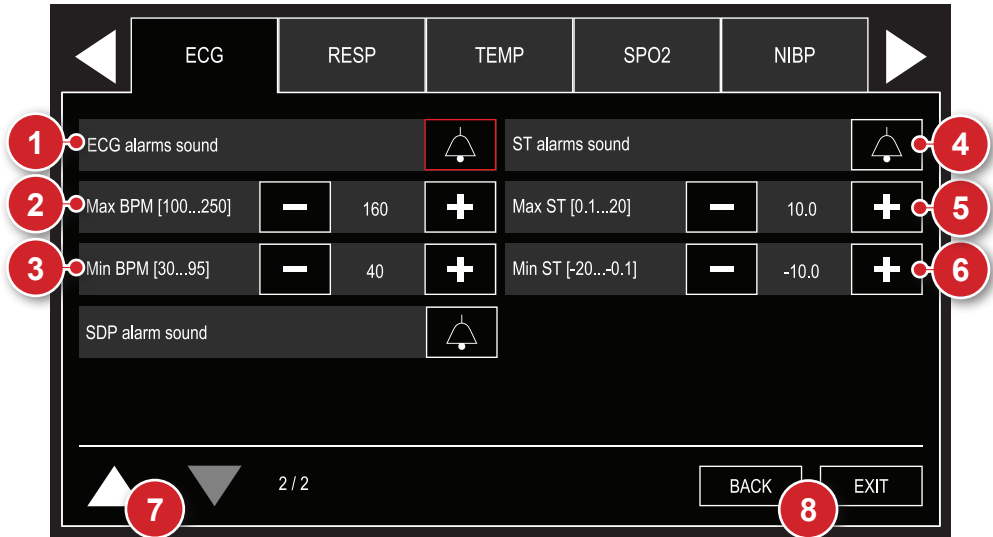 ECG RESP TEMP SPO2 NIBP
1 ECG alarms sound ST alarms sound 4
2 Max BPM [100...250] − 160 + Max ST [0.1...20] − 10.0 + 5
3 Min BPM [30...95] − 40 + Min ST [-20...-0.1] − -10.0 + 6
SDP alarm sound
7 2 / 2 BACK 8 EXIT